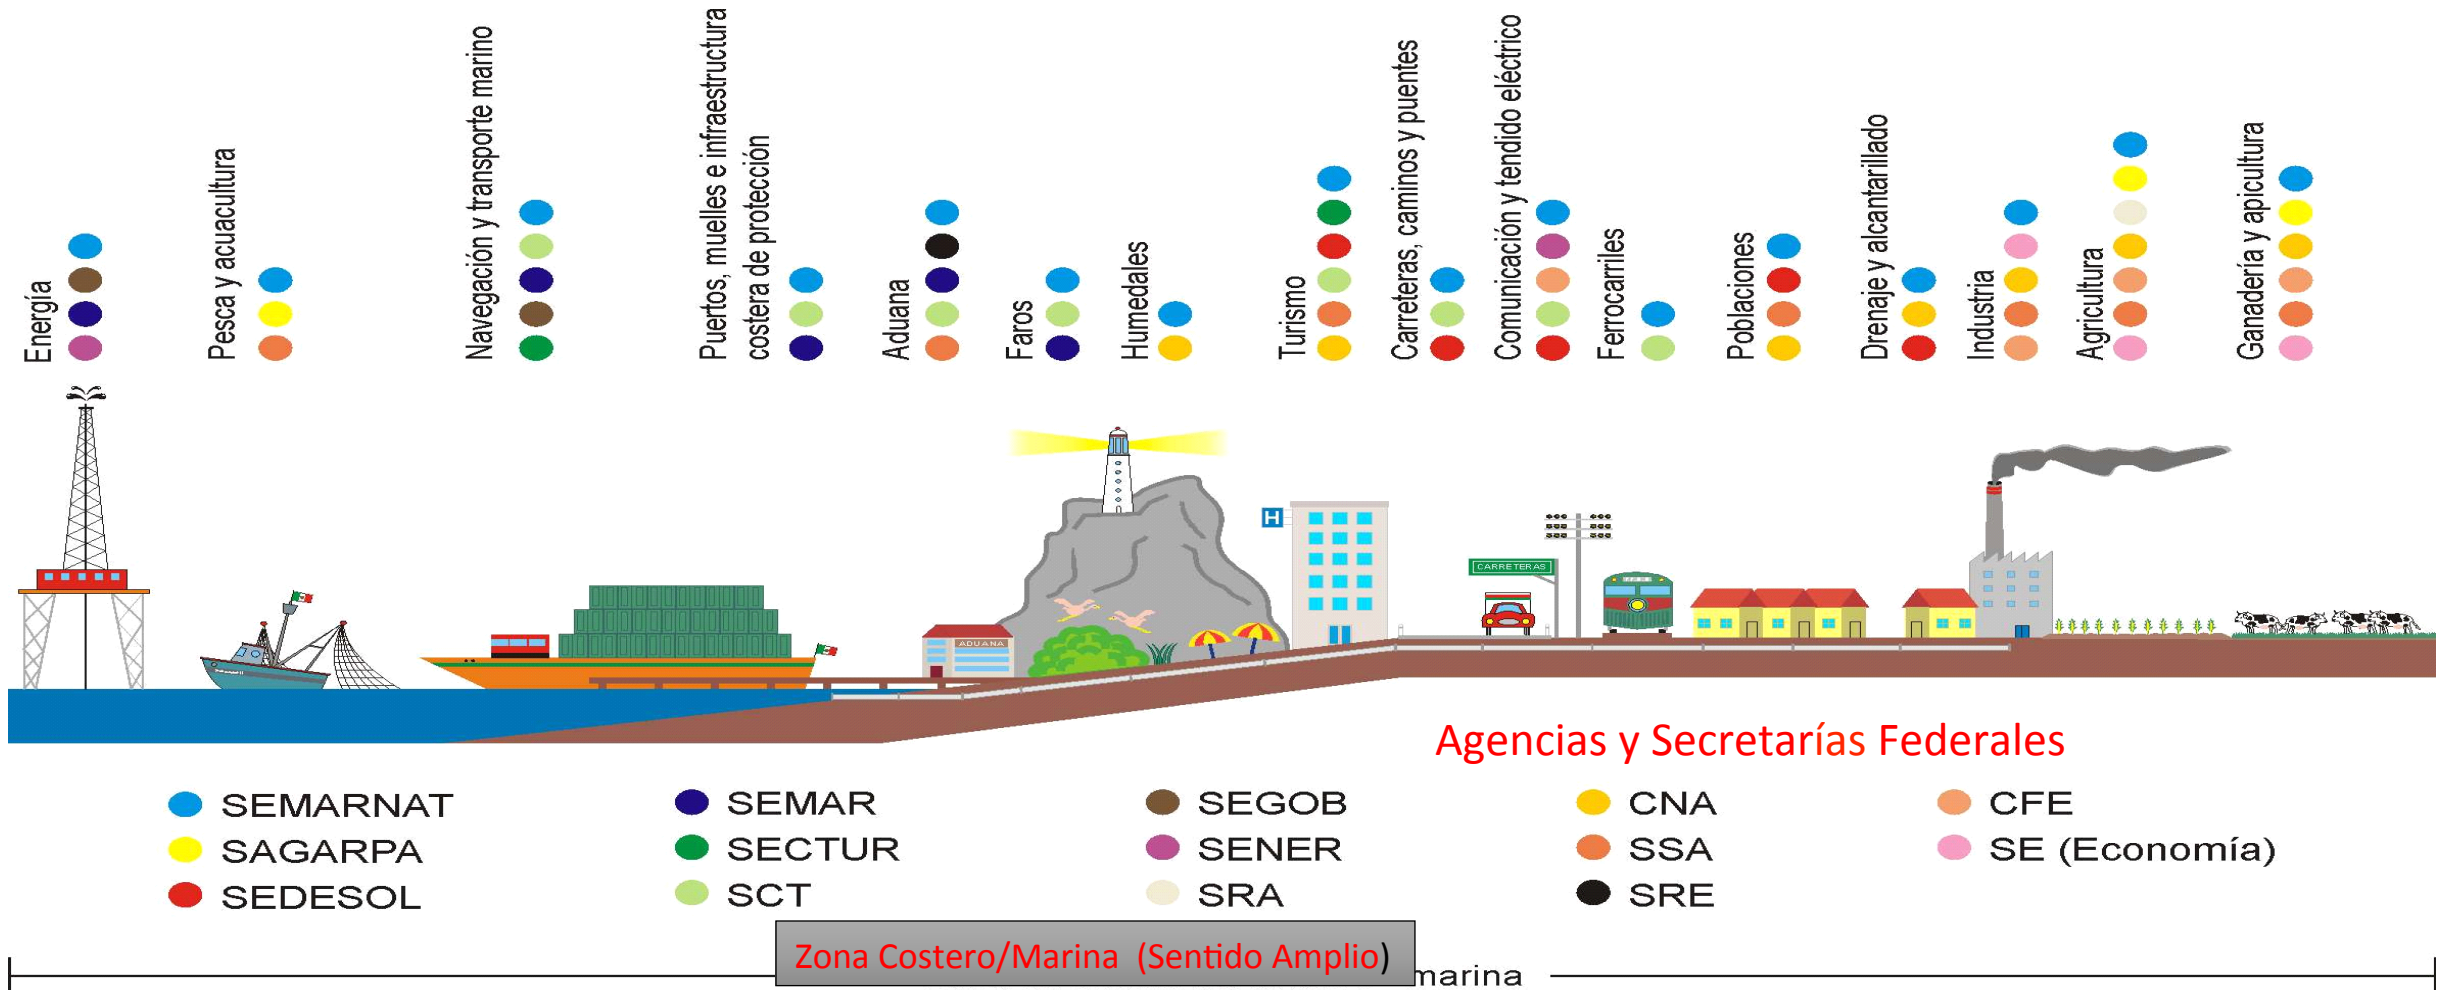 Energía
Pesca y acuacultura
Navegación y transporte marino
Puertos, muelles e infraestructura
costera de protección
Aduana
Faros
Humedales
Turismo
Carreteras, caminos y puentes
Comunicación y tendido eléctrico
Ferrocarriles
Poblaciones
Drenaje y alcantarillado
Industria
Agricultura
Ganadería y apicultura
H
CARRETERAS
ADUANA
Agencias y Secretarías Federales
SEMARNAT
SAGARPA
SEDESOL
SEMAR
SECTUR
SCT
SEGOB
SENER
SRA
CNA
SSA
SRE
CFE
SE (Economía)
Zona Costero/Marina (Sentido Amplio)
marina